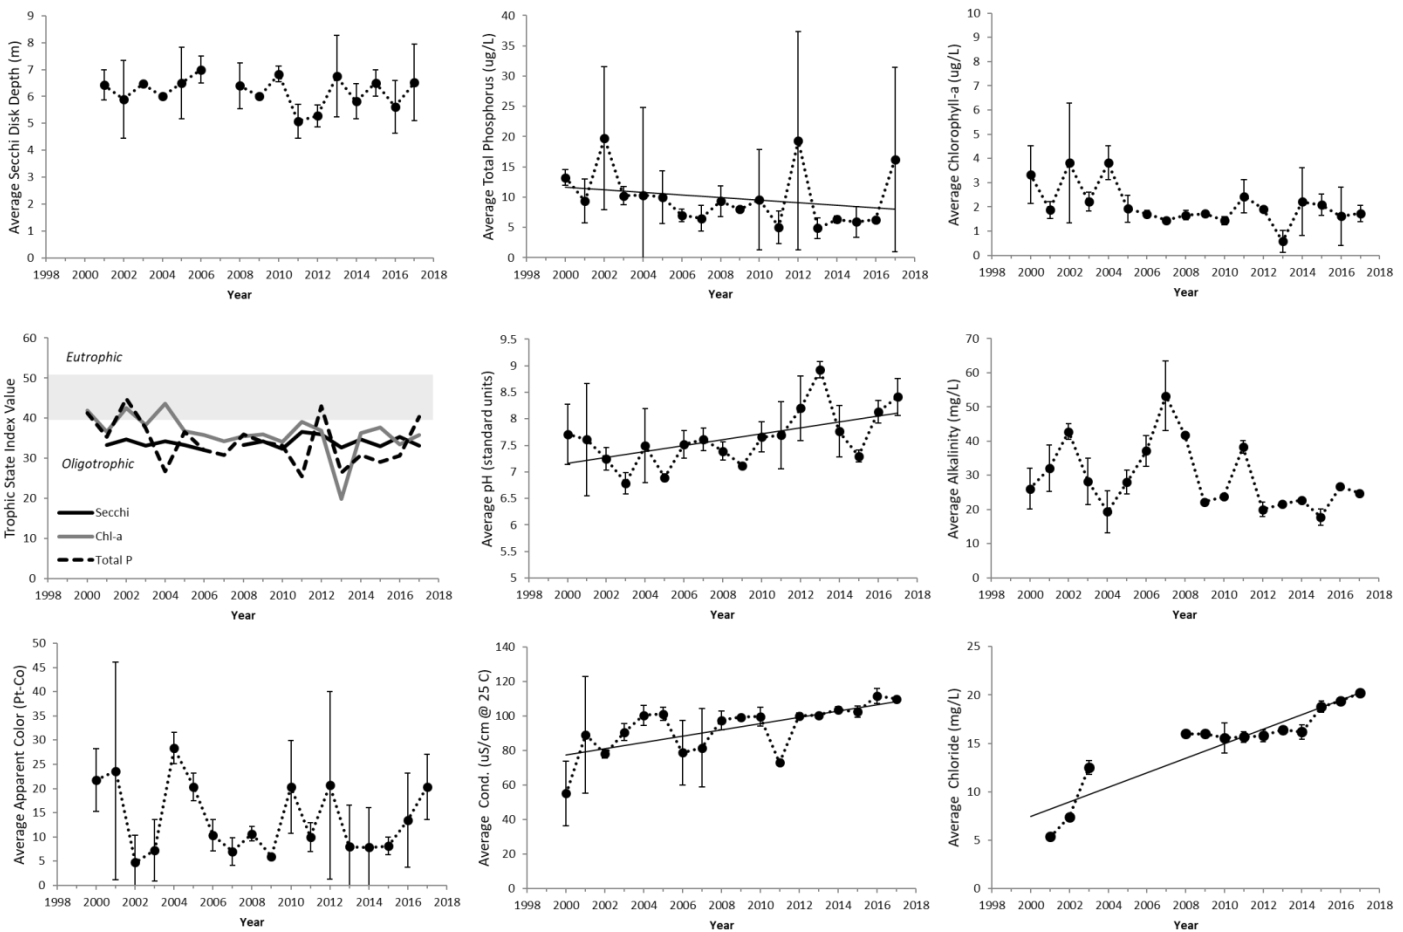 Average Secchi Disk Depth (m)
9
8
7
6
5
4
3
2
1
0
1998 2000 2002 2004 2006 2008 2010 2012 2014 2016 2018
Year
Average Total Phosphorus (ug/L)
40
35
30
25
20
15
10
5
0
1998 2000 2002 2004 2006 2008 2010 2012 2014 2016 2018
Year
Average Chlorophyll-a (ug/L)
10
9
8
7
6
5
4
3
2
1
0
1998 2000 2002 2004 2006 2008 2010 2012 2014 2016 2018
Year
Trophic State Index Value
60
50
40
30
20
10
0
Eutrophic
Oligotrophic
Secchi
Chl-a
Total P
1998 2000 2002 2004 2006 2008 2010 2012 2014 2016 2018
Year
Average pH (standard units)
9.5
9
8.5
8
7.5
7
6.5
6
5.5
5
1998 2000 2002 2004 2006 2008 2010 2012 2014 2016 2018
Year
Average Alkalinity (mg/L)
70
60
50
40
30
20
10
0
1998 2000 2002 2004 2006 2008 2010 2012 2014 2016 2018
Year
Average Apparent Color (Pt-Co)
50
45
40
35
30
25
20
15
10
5
0
1998 2000 2002 2004 2006 2008 2010 2012 2014 2016 2018
Year
Average Cond. (uS/cm @ 25 C)
140
120
100
80
60
40
20
0
1998 2000 2002 2004 2006 2008 2010 2012 2014 2016 2018
Year
Average Chloride (mg/L)
25
20
15
10
5
0
1998 2000 2002 2004 2006 2008 2010 2012 2014 2016 2018
Year